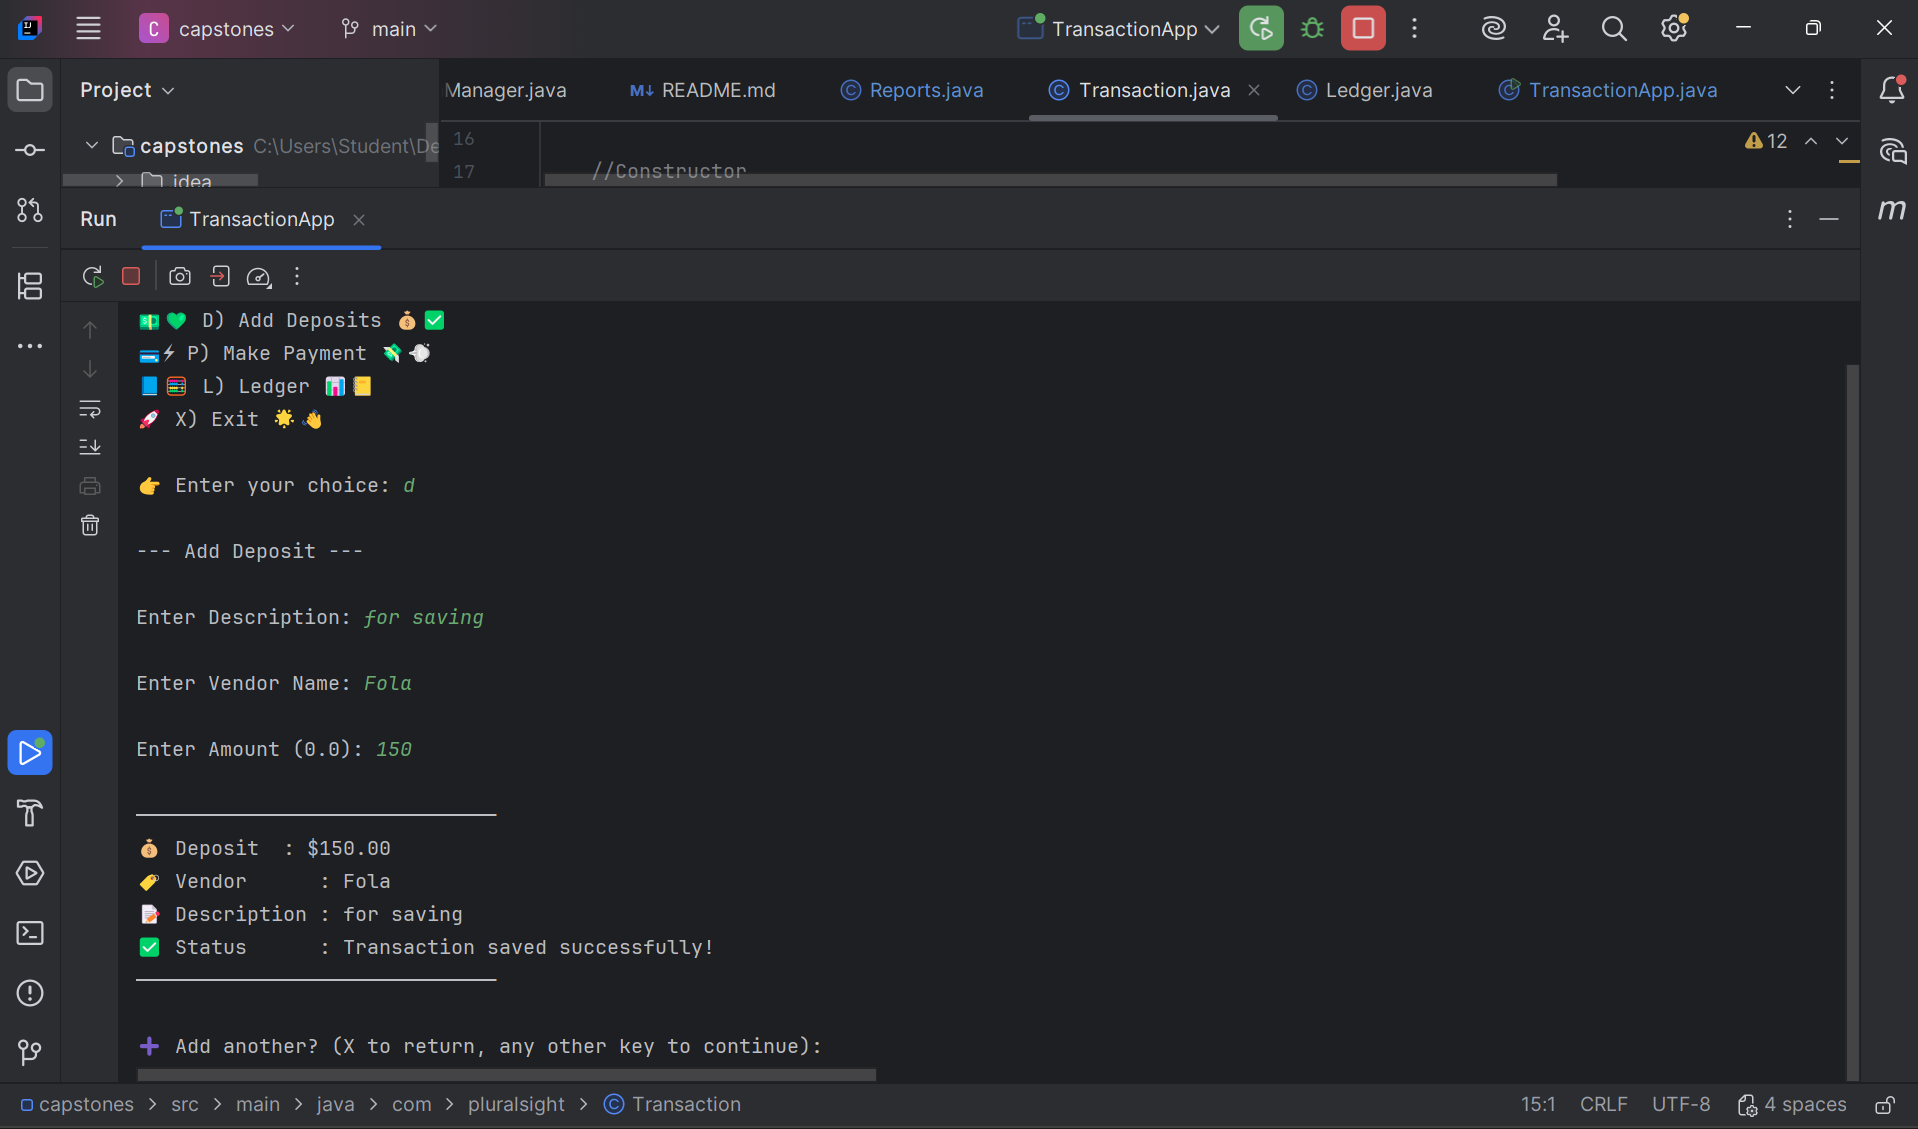 C capstones main TransactionApp
Project
Manager.java README.md Reports.java Transaction.java Ledger.java TransactionApp.java
capstones C:\Users\Student\De
idea
16
17 //Constructor
12
Run TransactionApp
💵💚 D) Add Deposits 💰✅
💳⚡ P) Make Payment 💸💨
📘🧮 L) Ledger 📊📒
🚀 X) Exit 🌟👋
👉 Enter your choice: d
--- Add Deposit ---
Enter Description: for saving
Enter Vendor Name: Fola
Enter Amount (0.0): 150
💰 Deposit : $150.00
🏷️ Vendor : Fola
📝 Description : for saving
✅ Status : Transaction saved successfully!
➕ Add another? (X to return, any other key to continue):
capstones > src > main > java > com > pluralsight > Transaction
15:1 CRLF UTF-8 4 spaces